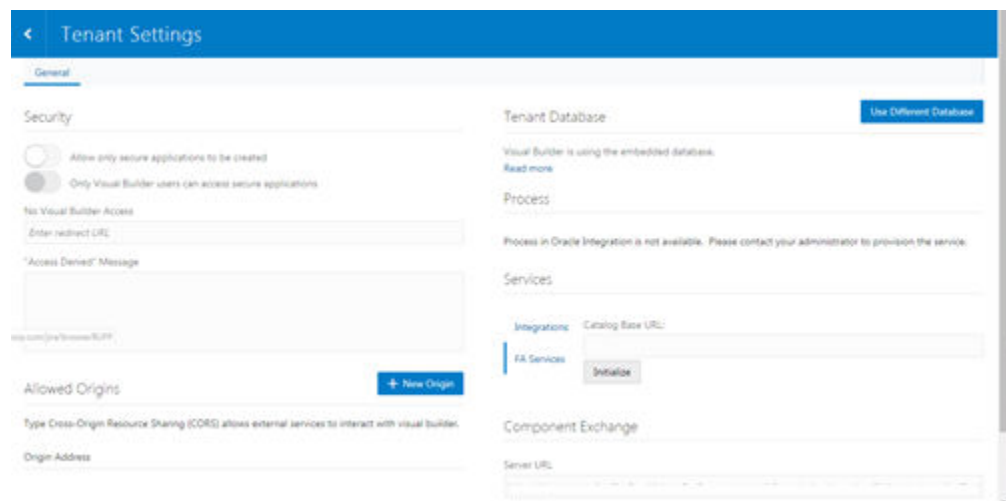 Tenant Settings
General
Security
Allow only secure applications to be created
Only Visual Builder users can access secure applications
No Visual Builder Access
Enter redirect URL
"Access Denied" Message
Allowed Origins
+ New Origin
Type Cross-Origin Resource Sharing (CORS) allows external services to interact with visual builder.
Origin Address
Tenant Database
Use Different Database
Visual Builder is using the embedded database.
Read more
Process
Process in Oracle Integration is not available. Please contact your administrator to provision the service.
Services
Integrations
Catalog Base URL:
FA Services
Initialize
Component Exchange
Server URL